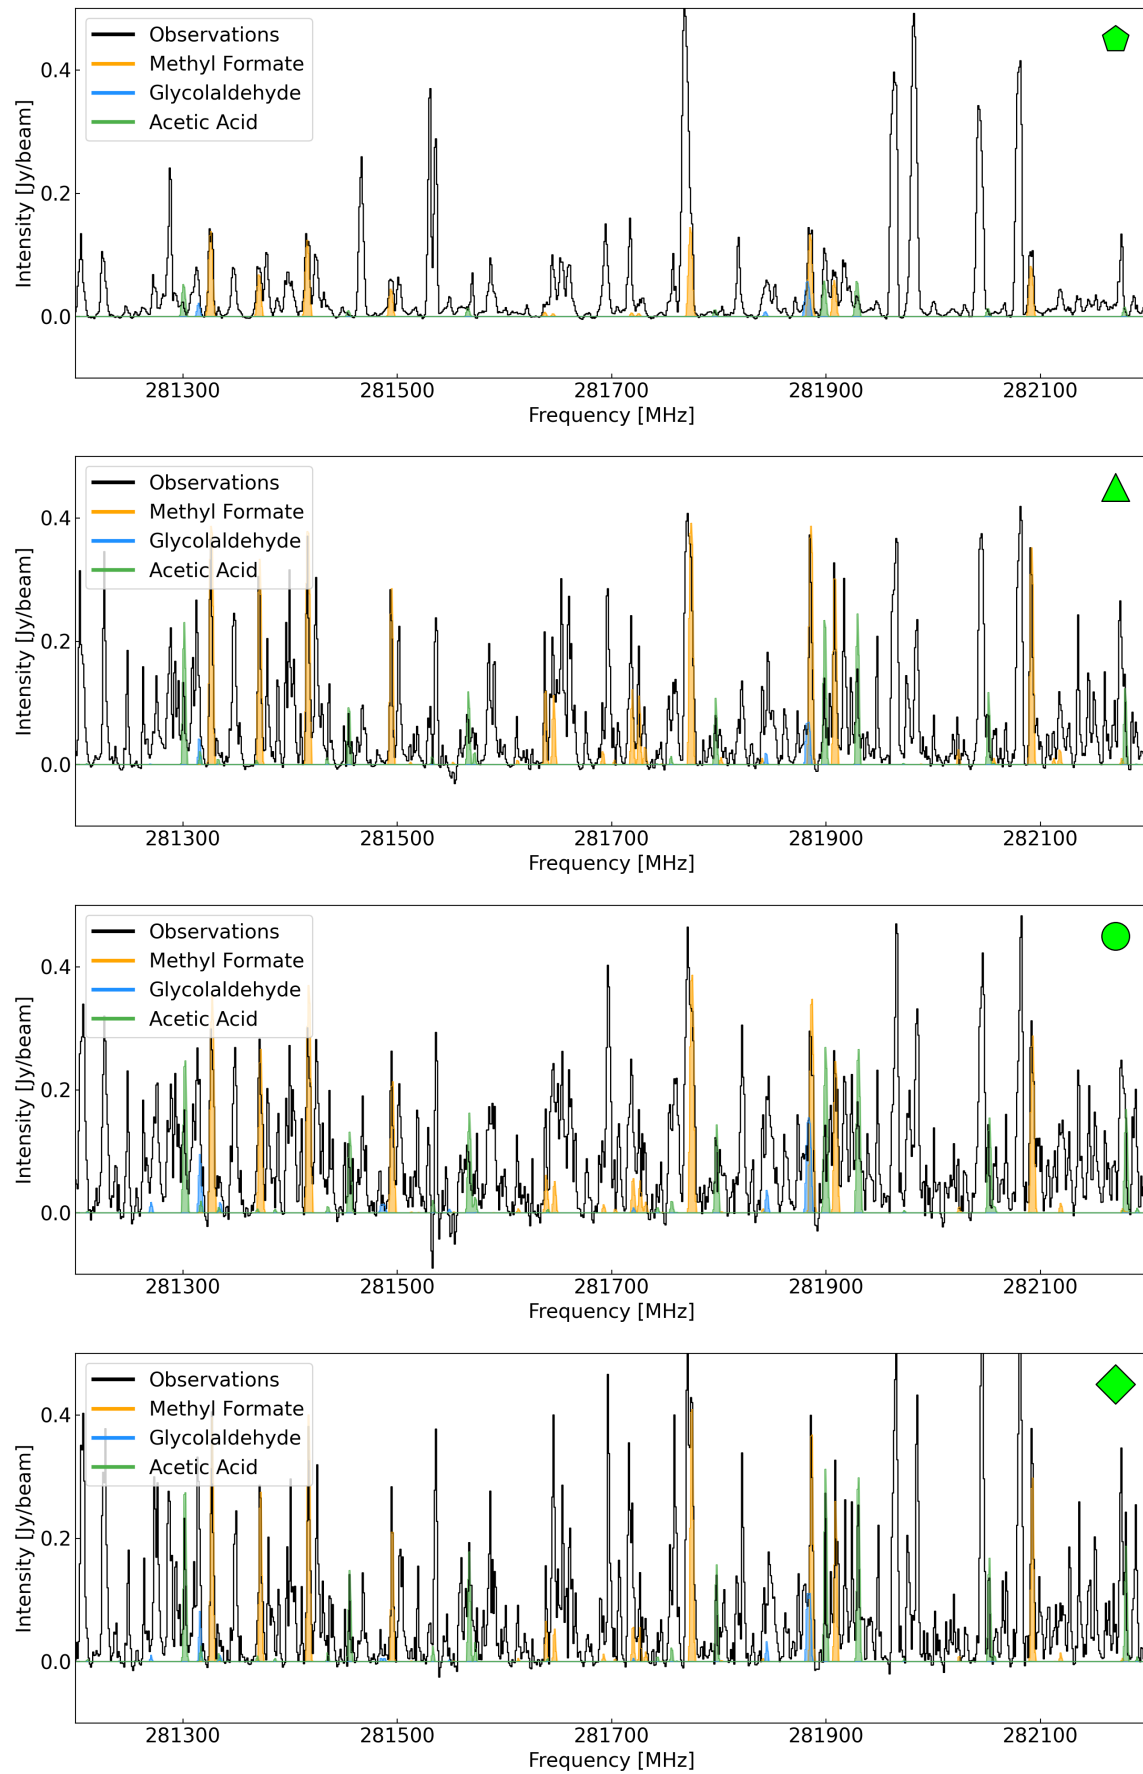 Observations
Methyl Formate
Glycolaldehyde
Acetic Acid
0.4
0.2
0.0
Intensity [Jy/beam]
281300 281500 281700 281900 282100
Frequency [MHz]
Observations
Methyl Formate
Glycolaldehyde
Acetic Acid
0.4
0.2
0.0
Intensity [Jy/beam]
281300 281500 281700 281900 282100
Frequency [MHz]
Observations
Methyl Formate
Glycolaldehyde
Acetic Acid
0.4
0.2
0.0
Intensity [Jy/beam]
281300 281500 281700 281900 282100
Frequency [MHz]
Observations
Methyl Formate
Glycolaldehyde
Acetic Acid
0.4
0.2
0.0
Intensity [Jy/beam]
281300 281500 281700 281900 282100
Frequency [MHz]